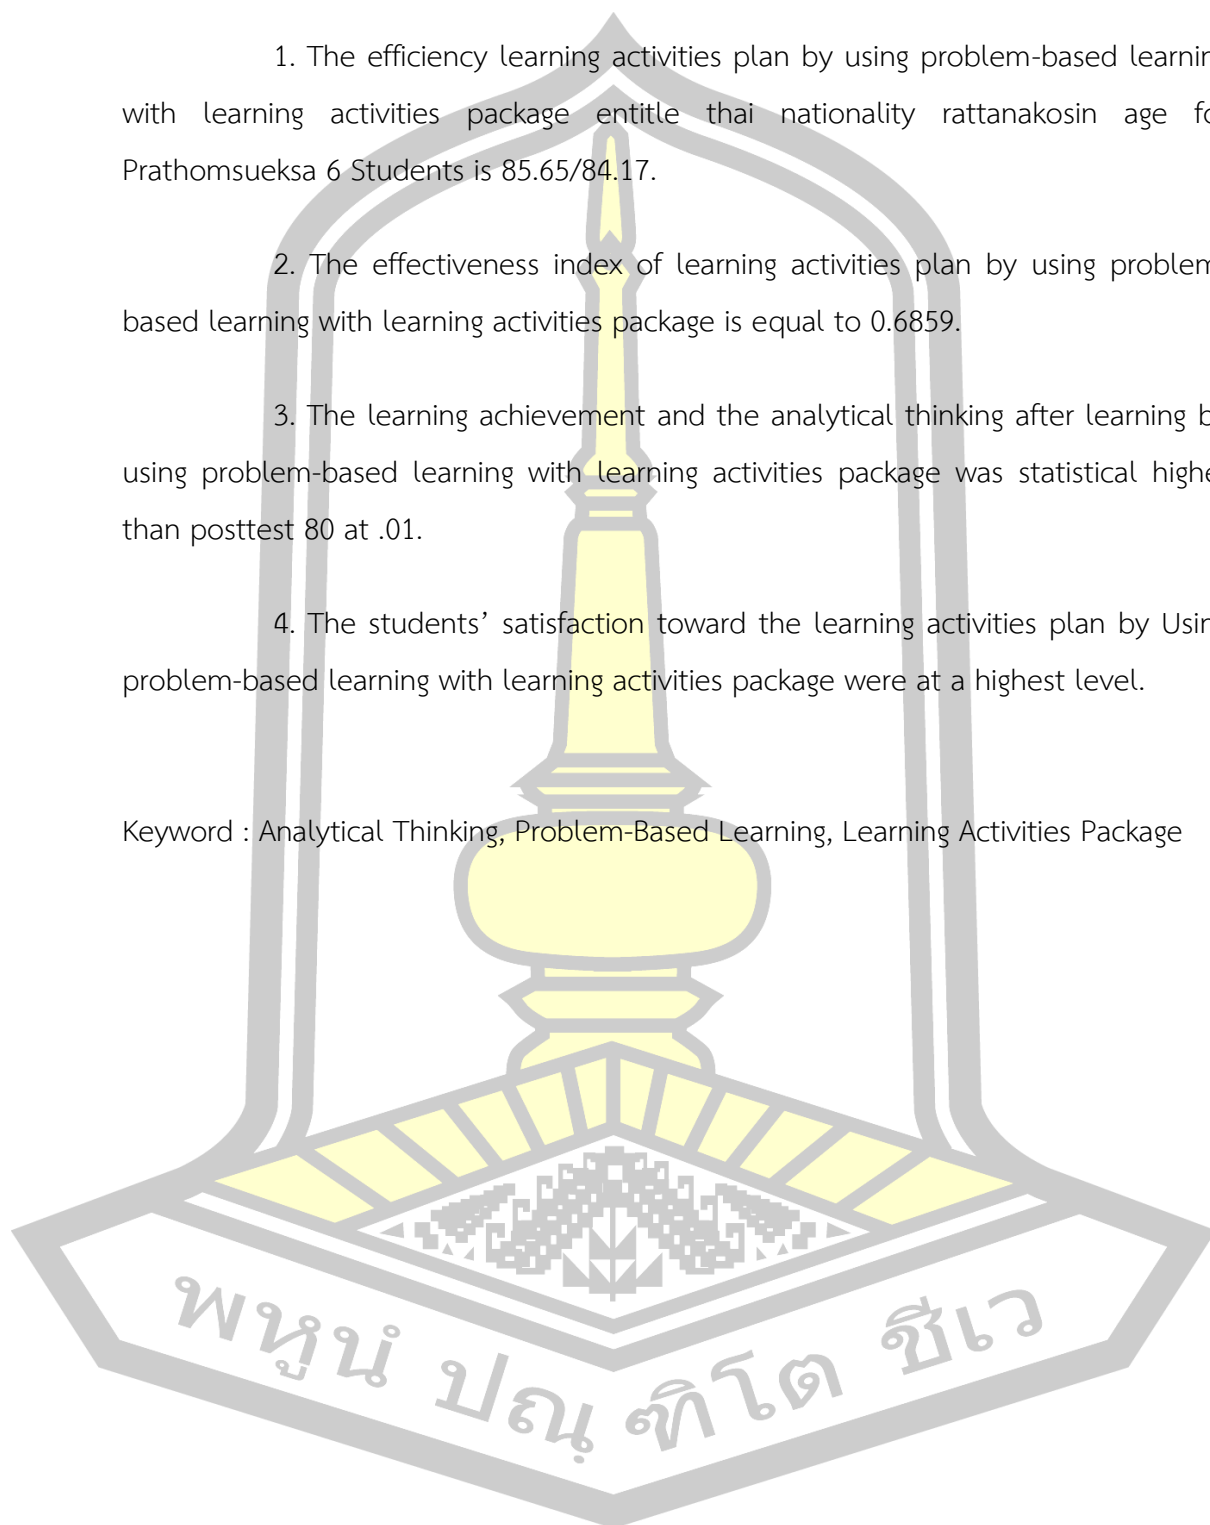 1. The efficiency learning activities plan by using problem-based learnin
with learning activities package entitle thai nationality rattanakosin age fo
Prathomsueksa 6 Students is 85.65/84.17.
2. The effectiveness index of learning activities plan by using problem
based learning with learning activities package is equal to 0.6859.
3. The learning achievement and the analytical thinking after learning b
using problem-based learning with learning activities package was statistical highe
than posttest 80 at .01.
4. The students’ satisfaction toward the learning activities plan by Usin
problem-based learning with learning activities package were at a highest level.
Keyword : Analytical Thinking, Problem-Based Learning, Learning Activities Package
พหูนํ ปณฺ ฑิโต ชีเว